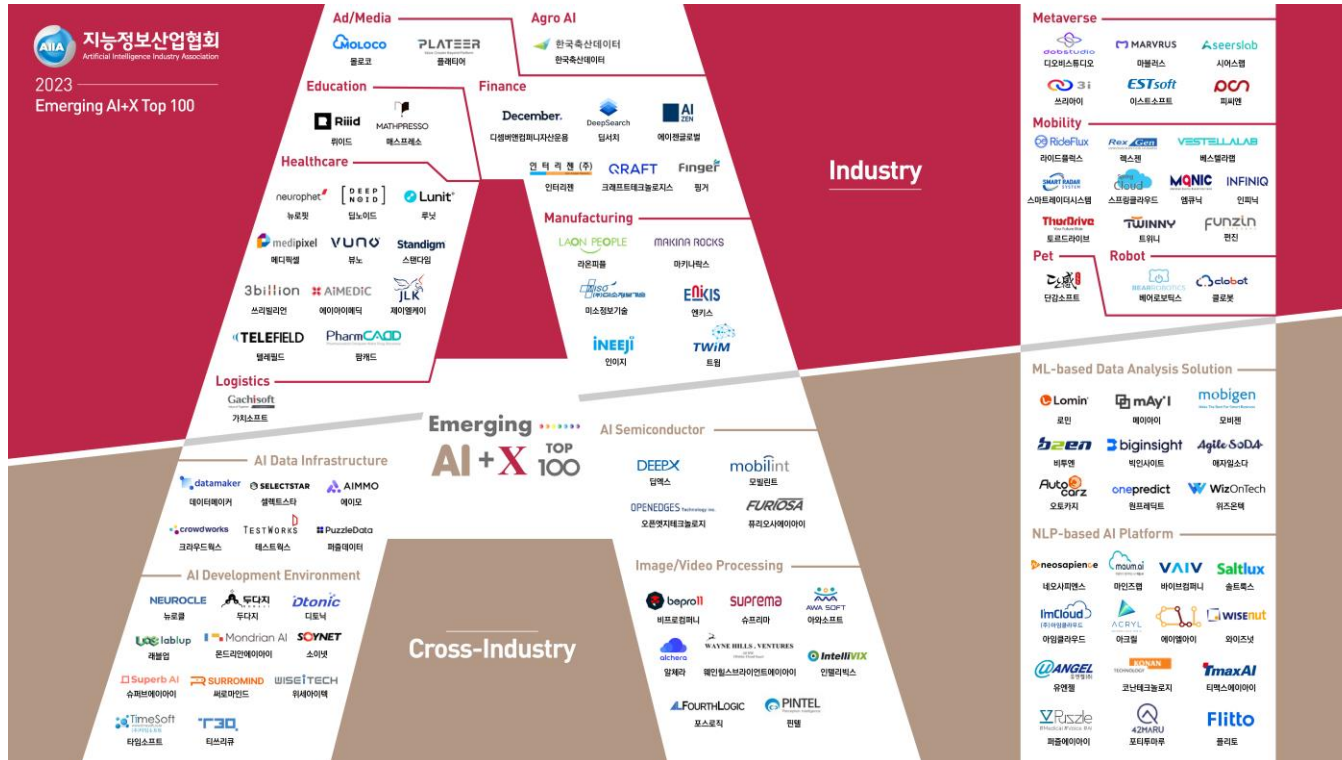 AIIA 지능정보산업협회
Artificial Intelligence Industry Association
2023
Emerging AI+X Top 100
Ad/Media
MOLOCO
몰로코
PLATEER
플래티어
Agro AI
한국축산데이터
한국축산데이터
Education
Riiid
뤼이드
MATHPRESSO
매스프레소
Finance
December.
디셈버앤컴퍼니자산운용
DeepSearch
딥서치
AI ZEN
에이젠글로벌
인터리젠(주)
인터리젠
QRAFT
크래프트테크놀로지스
Finger
핑거
Healthcare
neurophet
뉴로핏
DEEP NOID
딥노이드
Lunit
루닛
medipixel
메디픽셀
VUNO
뷰노
Standigm
스탠다임
3billion
쓰리빌리언
AiMEDiC
에이아이메딕
JLK
제이엘케이
TELEFIELD
텔레필드
PharmCADD
팜캐드
Manufacturing
LAON PEOPLE
라온피플
MAKINA ROCKS
마키나락스
미소정보기술
ENKIS
엔키스
iNEEJi
인이지
TWiM
트윔
Logistics
Gachisoft
가치소프트
Industry
Metaverse
dobstudio
디오비스튜디오
MARVRUS
마블러스
Aseerslab
시어스랩
3i
쓰리아이
ESTsoft
이스트소프트
pcn
피씨엔
Mobility
RideFlux
라이드플럭스
RexGen
렉스젠
VESTELLALAB
베스텔라랩
SMART RADAR SYSTEM
스마트레이더시스템
Spring Cloud
스프링클라우드
MQNIC
엠큐닉
INFINIQ
인피닉
ThorDrive
토르드라이브
TWINNY
트위니
FUNZIN
펀진
Pet
단감소프트
Robot
BEAR ROBOTICS
베어로보틱스
clobot
클로봇
Emerging
AI + X TOP 100
AI Data Infrastructure
datamaker
데이터메이커
SELECTSTAR
셀렉트스타
AIMMO
에이모
crowdworks
크라우드웍스
TESTWORKS
테스트웍스
PuzzleData
퍼즐데이터
AI Development Environment
NEUROCLE
뉴로클
두다지
두다지
Dtonic
디토닉
lablup
래블업
Mondrian AI
몬드리안에이아이
SOYNET
소이넷
Superb AI
슈퍼브에이아이
SURROMIND
써로마인드
WISEiTECH
위세아이텍
TimeSoft
타임소프트
T3Q
티쓰리큐
Cross-Industry
AI Semiconductor
DEEPX
딥엑스
mobilint
모빌린트
OPENEDGES Technology Inc.
오픈엣지테크놀로지
FURIOSA
퓨리오사에이아이
Image/Video Processing
bepro11
비프로컴퍼니
suprema
슈프리마
AWA SOFT
아와소프트
alchera
알체라
WAYNE HILLS . VENTURES
웨인힐스브라이언트에이아이
IntelliVIX
인텔리빅스
FOURTHLOGIC
포스로직
PINTEL
핀텔
ML-based Data Analysis Solution
Lomin
로민
mAy'I
메이아이
mobigen
모비젠
b2en
비투엔
biginsight
빅인사이트
AgileSoDA
애자일소다
Autocarz
오토카지
onepredict
원프레딕트
WizOnTech
위즈온텍
NLP-based AI Platform
neosapience
네오사피엔스
maum.ai
마인즈랩
VAIV
바이브컴퍼니
Saltlux
솔트룩스
imCloud
(주)아임클라우드
아임클라우드
ACRYL
아크릴
에이엘아이
WISEnut
와이즈넛
@ANGEL
유엔젤
KONAN TECHNOLOGY
코난테크놀로지
TmaxAI
티맥스에이아이
Puzzle
퍼즐에이아이
42MARU
포티투마루
Flitto
플리토